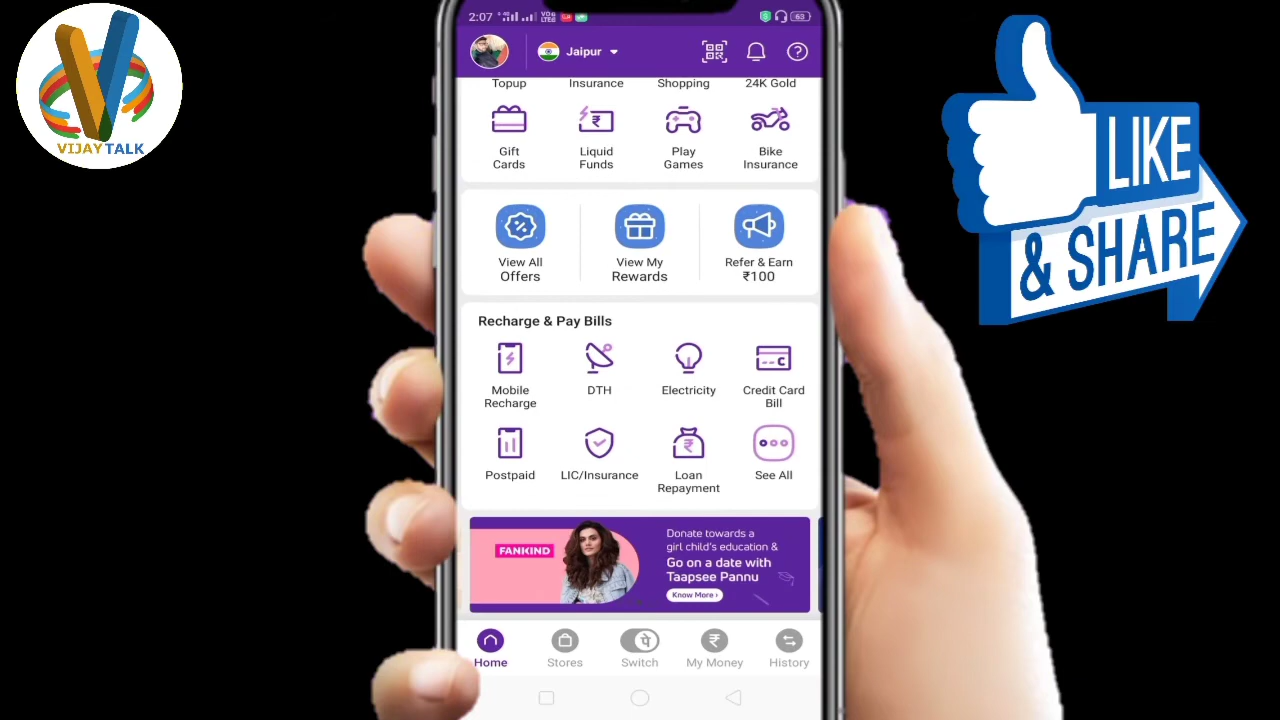 VIJAYTALK
2:07
63
Jaipur
Topup
Insurance
Shopping
24K Gold
Gift
Cards
Liquid
Funds
Play
Games
Bike
Insurance
View All
Offers
View My
Rewards
Refer & Earn
₹100
Recharge & Pay Bills
Mobile
Recharge
DTH
Electricity
Credit Card
Bill
Postpaid
LIC/Insurance
Loan
Repayment
See All
FANKIND
Donate towards a
girl child's education &
Go on a date with
Taapsee Pannu
Know More ›
Home
Stores
Switch
My Money
History
LIKE
& SHARE